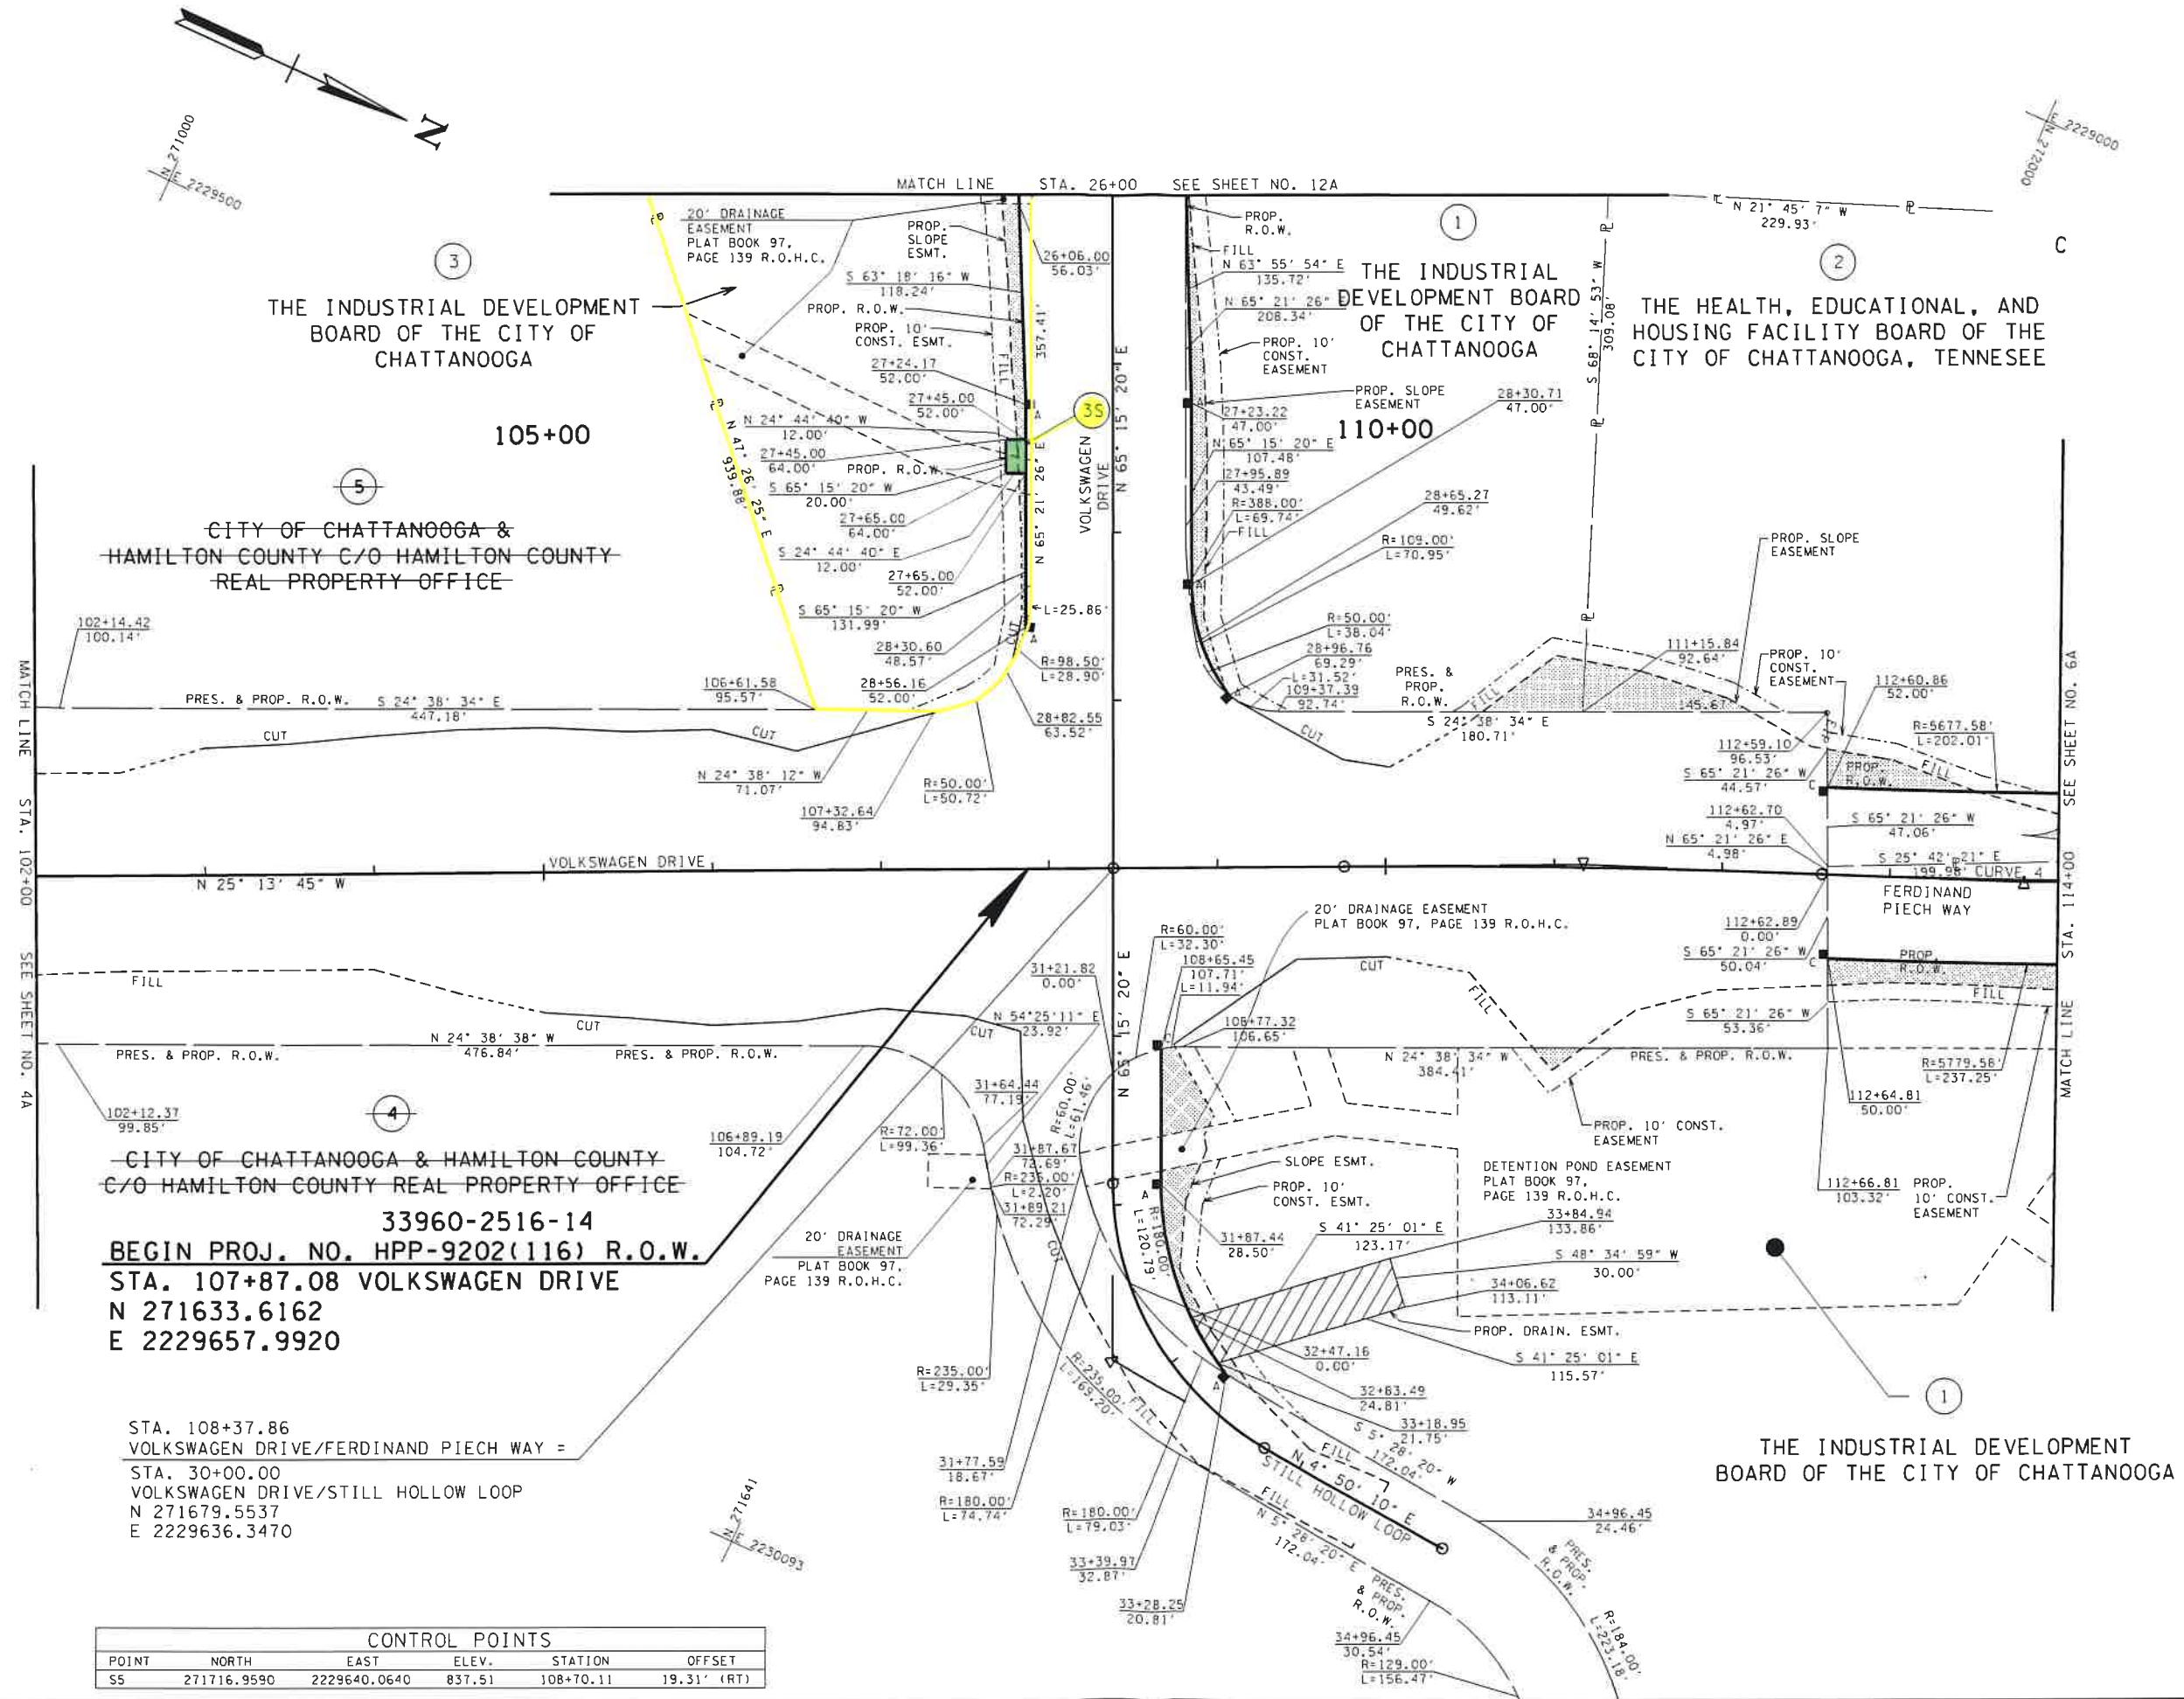 N
N 271000
E 2229500
N 272000
E 2229000
MATCH LINE STA. 26+00 SEE SHEET NO. 12A
N 21° 45' 7" W
229.93'
C
3
THE INDUSTRIAL DEVELOPMENT
BOARD OF THE CITY OF
CHATTANOOGA
105+00
20' DRAINAGE
EASEMENT
PLAT BOOK 97,
PAGE 139 R.O.H.C.
PROP.
SLOPE
ESMT.
26+06.00
56.03'
S 63° 18' 16" W
118.24'
PROP. R.O.W.
PROP. 10'
CONST. ESMT.
FILL
357.41'
27+24.17
52.00'
27+45.00
52.00'
A
3S
N 24° 44' 40" W
12.00'
27+45.00
64.00'
PROP. R.O.W.
S 65° 15' 20" W
20.00'
27+65.00
64.00'
S 24° 44' 40" E
12.00'
27+65.00
52.00'
S 65° 15' 20" W
131.99'
28+30.60
48.57'
28+56.16
52.00'
N 47° 26' 25" E
939.88'
N 65° 21' 26" E
VOLKSWAGEN
DRIVE
N 65° 15' 20" E
L=25.86'
A
CUT
R=98.50'
L=28.90'
28+82.55
63.52'
PROP.
R.O.W.
FILL
N 63° 55' 54" E
135.72'
N 65° 21' 26" E
208.34'
PROP. 10'
CONST.
EASEMENT
1
THE INDUSTRIAL
DEVELOPMENT BOARD
OF THE CITY OF
CHATTANOOGA
110+00
PROP. SLOPE
EASEMENT
28+30.71
47.00'
A
27+23.22
47.00'
N 65° 15' 20" E
107.48'
27+95.89
43.49'
R=388.00'
L=69.74'
FILL
A
28+65.27
49.62'
R=109.00'
L=70.95'
R=50.00'
L=38.04'
28+96.76
69.29'
L=31.52'
109+37.39
92.74'
A
S 68° 14' 53" W
309.08'
2
THE HEALTH, EDUCATIONAL, AND
HOUSING FACILITY BOARD OF THE
CITY OF CHATTANOOGA, TENNESEE
PROP. SLOPE
EASEMENT
PRES. &
PROP.
R.O.W.
FILL
S 24° 38' 34" E
180.71'
CUT
111+15.84
92.64'
145.67'
PROP. 10'
CONST.
EASEMENT
112+60.86
52.00'
R=5677.58'
L=202.01'
112+59.10
96.53'
S 65° 21' 26" W
44.57'
C
PROP.
R.O.W.
FILL
112+62.70
4.97'
N 65° 21' 26" E
4.98'
S 65° 21' 26" W
47.06'
S 25° 42' 21" E
199.98' CURVE 4
FERDINAND
PIECH WAY
MATCH LINE STA. 114+00 SEE SHEET NO. 6A
5
CITY OF CHATTANOOGA &
HAMILTON COUNTY C/O HAMILTON COUNTY
REAL PROPERTY OFFICE
102+14.42
100.14'
PRES. & PROP. R.O.W.
S 24° 38' 34" E
447.18'
106+61.58
95.57'
CUT
CUT
N 24° 38' 12" W
71.07'
107+32.64
94.83'
R=50.00'
L=50.72'
MATCH LINE STA. 102+00 SEE SHEET NO. 4A
VOLKSWAGEN DRIVE
N 25° 13' 45" W
FILL
CUT
CUT
PRES. & PROP. R.O.W.
N 24° 38' 38" W
476.84'
PRES. & PROP. R.O.W.
102+12.37
99.85'
106+89.19
104.72'
4
CITY OF CHATTANOOGA & HAMILTON COUNTY
C/O HAMILTON COUNTY REAL PROPERTY OFFICE
33960-2516-14
BEGIN PROJ. NO. HPP-9202(116) R.O.W.
STA. 107+87.08 VOLKSWAGEN DRIVE
N 271633.6162
E 2229657.9920
STA. 108+37.86
VOLKSWAGEN DRIVE/FERDINAND PIECH WAY =
STA. 30+00.00
VOLKSWAGEN DRIVE/STILL HOLLOW LOOP
N 271679.5537
E 2229636.3470
N 271641
E 2230093
31+21.82
0.00'
N 54°25'11" E
23.92'
31+64.44
77.19'
R=72.00'
L=99.36'
31+87.67
72.69'
R=235.00'
L=2.20'
31+89.21
72.29'
CUT
20' DRAINAGE
EASEMENT
PLAT BOOK 97,
PAGE 139 R.O.H.C.
N 65° 15' 20" E
R=60.00'
L=61.46'
R=60.00'
L=32.30'
108+65.45
107.71'
L=11.94'
C
108+77.32
106.65'
20' DRAINAGE EASEMENT
PLAT BOOK 97, PAGE 139 R.O.H.C.
CUT
FILL
N 24° 38' 34" W
384.41'
PRES. & PROP. R.O.W.
PROP. 10' CONST.
EASEMENT
112+62.89
0.00'
S 65° 21' 26" W
50.04'
C
PROP.
R.O.W.
FILL
S 65° 21' 26" W
53.36'
R=5779.58'
L=237.25'
112+64.81
50.00'
112+66.81
103.32'
PROP.
10' CONST.
EASEMENT
SLOPE ESMT.
PROP. 10'
CONST. ESMT.
DETENTION POND EASEMENT
PLAT BOOK 97,
PAGE 139 R.O.H.C.
A
R=180.00'
L=120.79'
31+87.44
28.50'
S 41° 25' 01" E
123.17'
33+84.94
133.86'
S 48° 34' 59" W
30.00'
34+06.62
113.11'
PROP. DRAIN. ESMT.
S 41° 25' 01" E
115.57'
32+47.16
0.00'
32+83.49
24.81'
33+18.95
21.75'
A
R=235.00'
L=29.35'
R=235.00'
L=169.20'
FILL
31+77.59
18.67'
R=180.00'
L=74.74'
R=180.00'
L=79.03'
33+39.97
32.87'
33+28.25
20.81'
S 5° 28' 20" W
172.04'
FILL
N 4° 50' 10" E
STILL HOLLOW LOOP
FILL
N 5° 28' 20" E
172.04'
PRES.
& PROP.
R.O.W.
34+96.45
30.54'
R=129.00'
L=156.47'
34+96.45
24.46'
PRES.
& PROP.
R.O.W.
R=184.00'
L=223.18'
1
THE INDUSTRIAL DEVELOPMENT
BOARD OF THE CITY OF CHATTANOOGA
CONTROL POINTS
POINT NORTH EAST ELEV. STATION OFFSET
S5 271716.9590 2229640.0640 837.51 108+70.11 19.31' (RT)